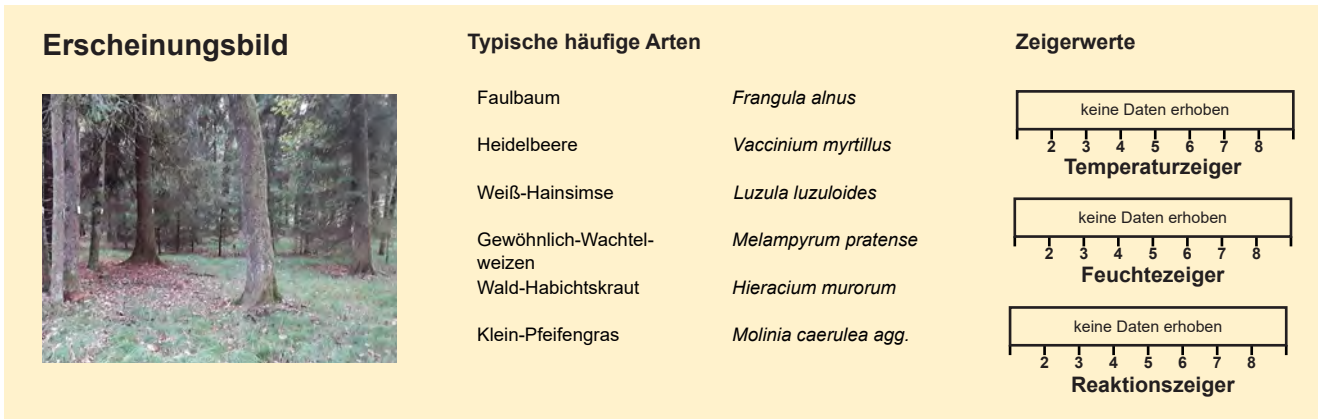 Erscheinungsbild
Typische häufige Arten
Faulbaum Frangula alnus
Heidelbeere Vaccinium myrtillus
Weiß-Hainsimse Luzula luzuloides
Gewöhnlich-Wachtel- Melampyrum pratense
weizen
Wald-Habichtskraut Hieracium murorum
Klein-Pfeifengras Molinia caerulea agg.
Zeigerwerte
keine Daten erhoben
2 3 4 5 6 7 8
Temperaturzeiger
keine Daten erhoben
2 3 4 5 6 7 8
Feuchtezeiger
keine Daten erhoben
2 3 4 5 6 7 8
Reaktionszeiger